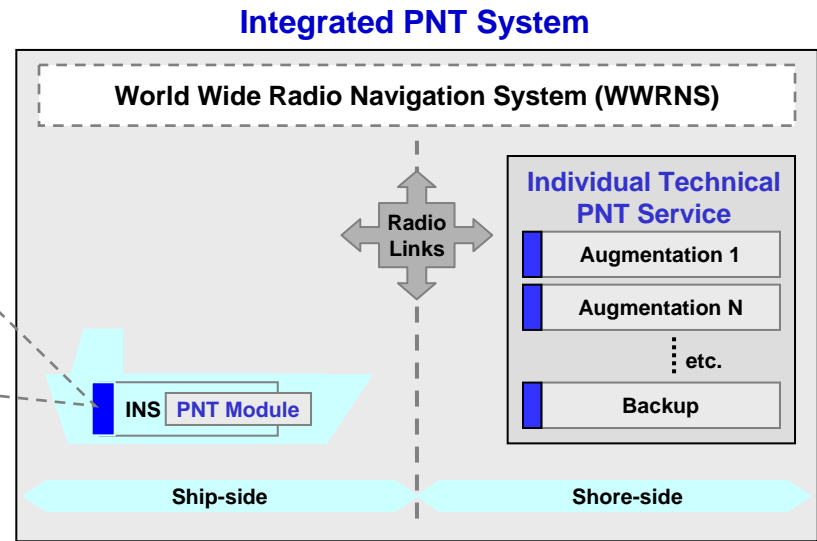 Integrated PNT System
World Wide Radio Navigation System (WWRNS)
Radio
Links
Individual Technical
PNT Service
Augmentation 1
Augmentation N
etc.
Backup
INS
PNT Module
Ship-side
Shore-side